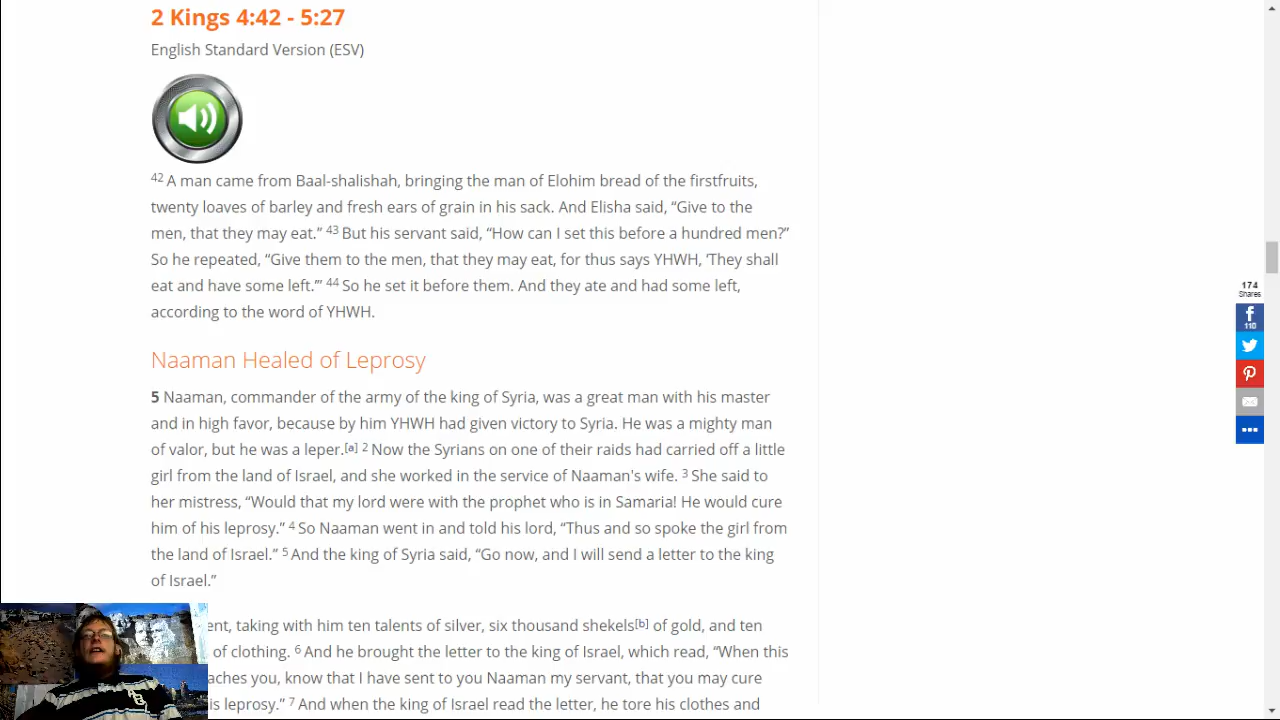 2 Kings 4:42 - 5:27
English Standard Version (ESV)
42 A man came from Baal-shalishah, bringing the man of Elohim bread of the firstfruits,
twenty loaves of barley and fresh ears of grain in his sack. And Elisha said, “Give to the
men, that they may eat.” 43 But his servant said, “How can I set this before a hundred men?”
So he repeated, “Give them to the men, that they may eat, for thus says YHWH, ‘They shall
eat and have some left.’” 44 So he set it before them. And they ate and had some left,
according to the word of YHWH.
Naaman Healed of Leprosy
5 Naaman, commander of the army of the king of Syria, was a great man with his master
and in high favor, because by him YHWH had given victory to Syria. He was a mighty man
of valor, but he was a leper.[a] 2 Now the Syrians on one of their raids had carried off a little
girl from the land of Israel, and she worked in the service of Naaman's wife. 3 She said to
her mistress, “Would that my lord were with the prophet who is in Samaria! He would cure
him of his leprosy.” 4 So Naaman went in and told his lord, “Thus and so spoke the girl from
the land of Israel.” 5 And the king of Syria said, “Go now, and I will send a letter to the king
of Israel.”
ent, taking with him ten talents of silver, six thousand shekels[b] of gold, and ten
of clothing. 6 And he brought the letter to the king of Israel, which read, “When this
aches you, know that I have sent to you Naaman my servant, that you may cure
is leprosy.” 7 And when the king of Israel read the letter, he tore his clothes and
174
Shares
110